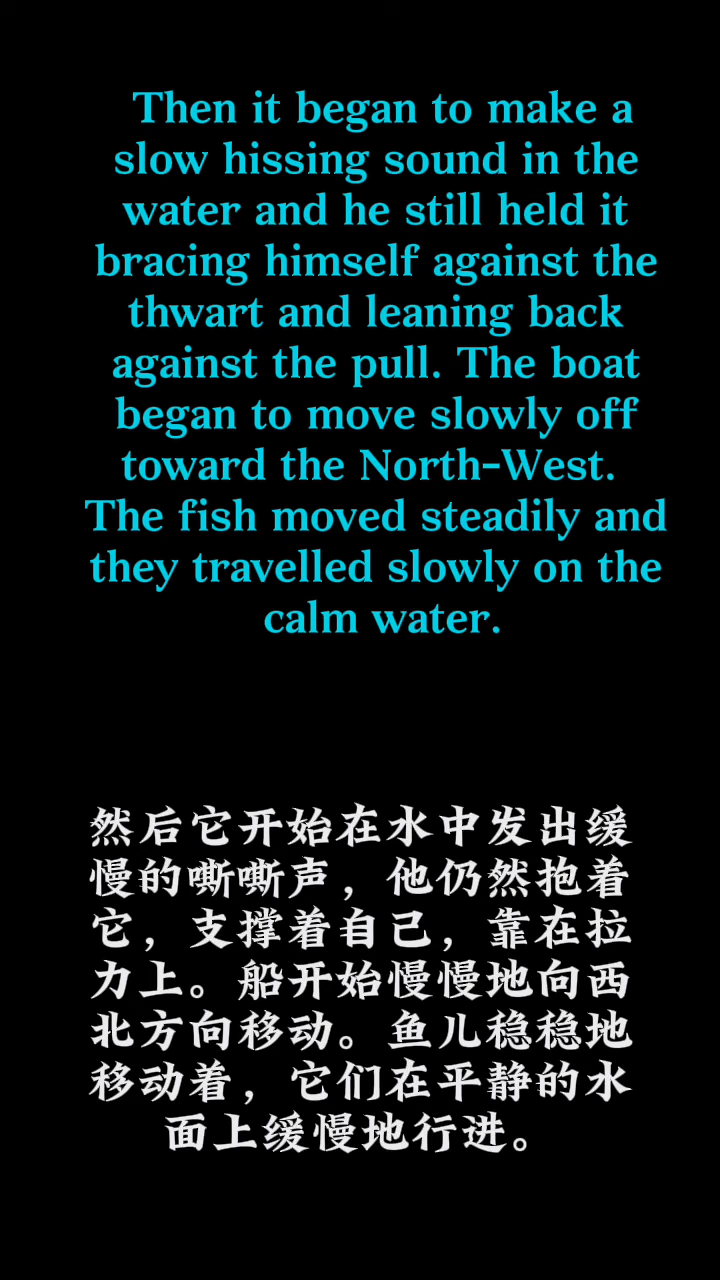 Then it began to make a
slow hissing sound in the
water and he still held it
bracing himself against the
thwart and leaning back
against the pull. The boat
began to move slowly off
toward the North-West.
The fish moved steadily and
they travelled slowly on the
calm water.
然后它开始在水中发出缓
慢的嘶嘶声，他仍然抱着
它，支撑着自己，靠在拉
力上。船开始慢慢地向西
北方向移动。鱼儿稳稳地
移动着，它们在平静的水
面上缓慢地行进。